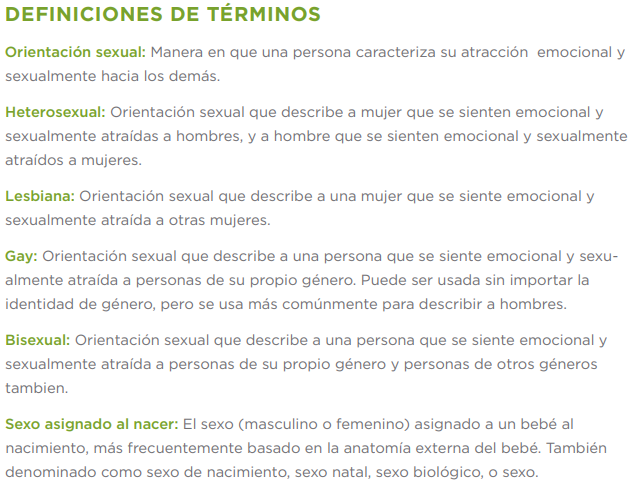 DEFINICIONES DE TÉRMINOS
Orientación sexual: Manera en que una persona caracteriza su atracción emocional y
sexualmente hacia los demás.
Heterosexual: Orientación sexual que describe a mujer que se sienten emocional y
sexualmente atraídas a hombres, y a hombre que se sienten emocional y sexualmente
atraídos a mujeres.
Lesbiana: Orientación sexual que describe a una mujer que se siente emocional y
sexualmente atraída a otras mujeres.
Gay: Orientación sexual que describe a una persona que se siente emocional y sexu-
almente atraída a personas de su propio género. Puede ser usada sin importar la
identidad de género, pero se usa más comúnmente para describir a hombres.
Bisexual: Orientación sexual que describe a una persona que se siente emocional y
sexualmente atraída a personas de su propio género y personas de otros géneros
tambien.
Sexo asignado al nacer: El sexo (masculino o femenino) asignado a un bebé al
nacimiento, más frecuentemente basado en la anatomía externa del bebé. También
denominado como sexo de nacimiento, sexo natal, sexo biológico, o sexo.